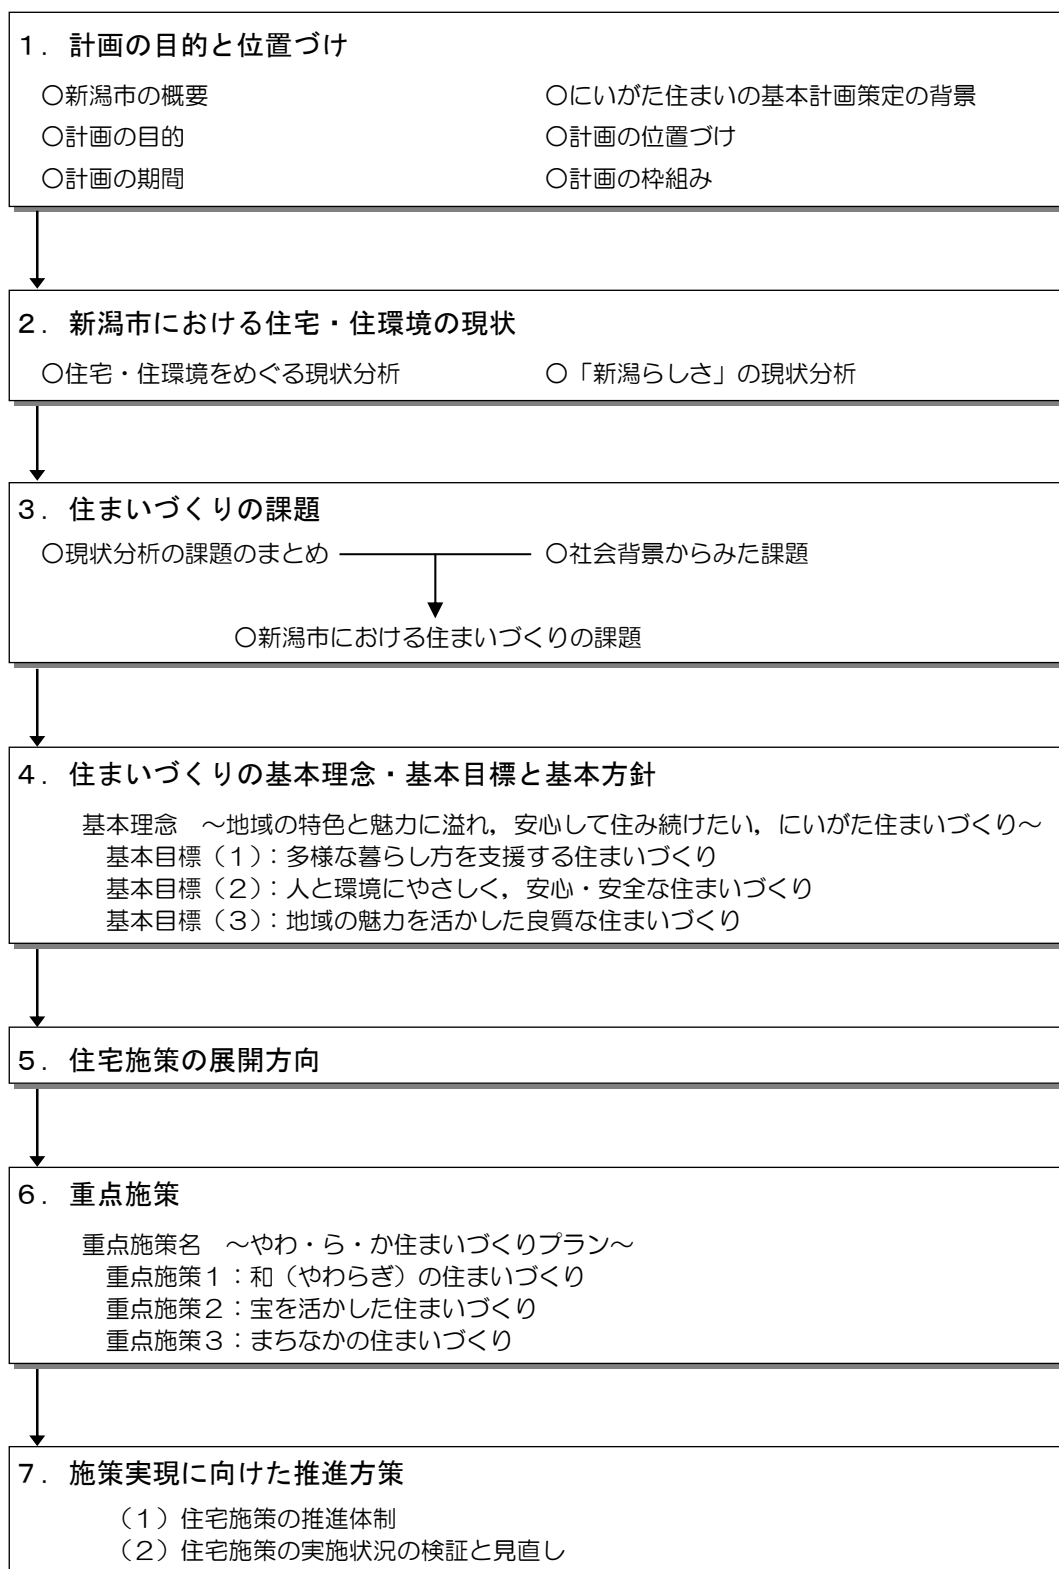 １．計画の目的と位置づけ
○新潟市の概要　○にいがた住まいの基本計画策定の背景
○計画の目的　○計画の位置づけ
○計画の期間　○計画の枠組み
２．新潟市における住宅・住環境の現状
○住宅・住環境をめぐる現状分析　○「新潟らしさ」の現状分析
３．住まいづくりの課題
○現状分析の課題のまとめ　○社会背景からみた課題
○新潟市における住まいづくりの課題
４．住まいづくりの基本理念・基本目標と基本方針
基本理念　～地域の特色と魅力に溢れ，安心して住み続けたい，にいがた住まいづくり～
基本目標（１）：多様な暮らし方を支援する住まいづくり
基本目標（２）：人と環境にやさしく，安心・安全な住まいづくり
基本目標（３）：地域の魅力を活かした良質な住まいづくり
５．住宅施策の展開方向
６．重点施策
重点施策名　～やわ・ら・か住まいづくりプラン～
重点施策１：和（やわらぎ）の住まいづくり
重点施策２：宝を活かした住まいづくり
重点施策３：まちなかの住まいづくり
７．施策実現に向けた推進方策
（１）住宅施策の推進体制
（２）住宅施策の実施状況の検証と見直し